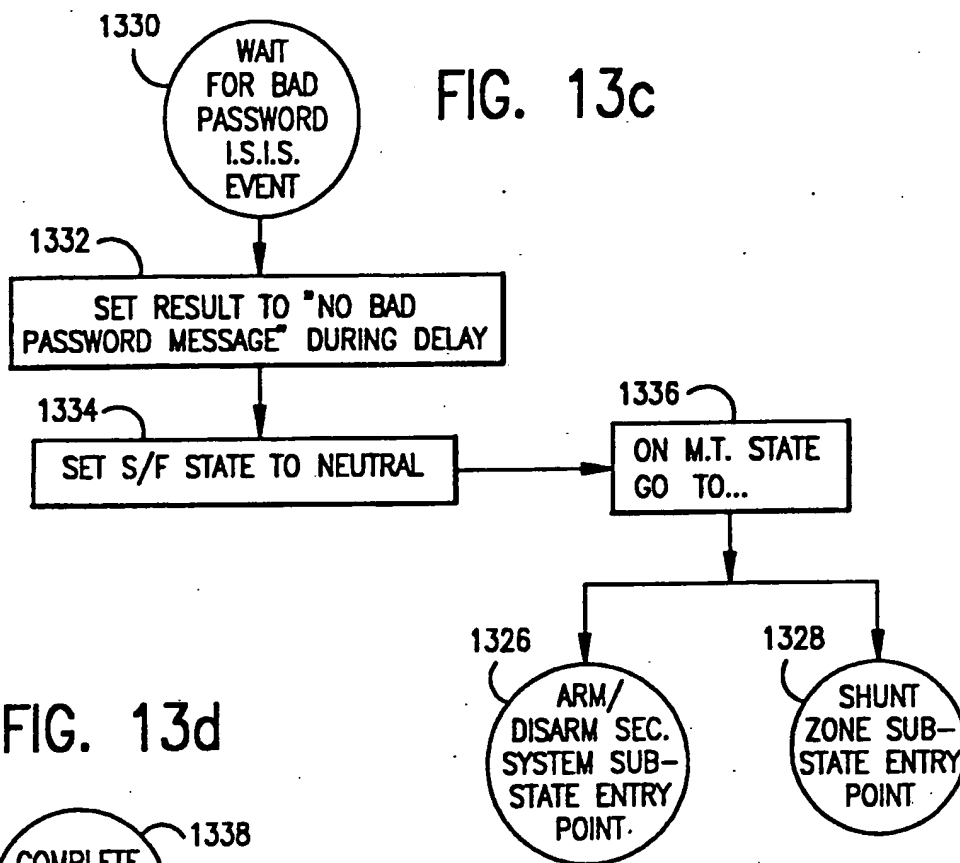 1330
WAIT
FOR BAD
PASSWORD
I.S.I.S.
EVENT
FIG. 13c
1332
SET RESULT TO "NO BAD
PASSWORD MESSAGE" DURING DELAY
1334
SET S/F STATE TO NEUTRAL
1336
ON M.T. STATE
GO TO...
1326
ARM/
DISARM SEC.
SYSTEM SUB-
STATE ENTRY
POINT
1328
SHUNT
ZONE SUB-
STATE ENTRY
POINT
FIG. 13d
1338
COMPLETE